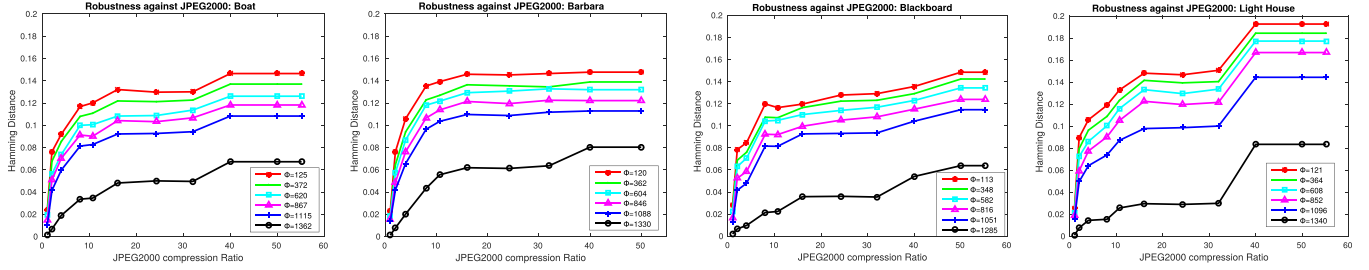 Robustness against JPEG2000: Boat
Hamming Distance
0.2
0.18
0.16
0.14
0.12
0.1
0.08
0.06
0.04
0.02
0
0 10 20 30 40 50 60
JPEG2000 compression Ratio
Φ=125
Φ=372
Φ=620
Φ=867
Φ=1115
Φ=1362
Robustness against JPEG2000: Barbara
Hamming Distance
0.2
0.18
0.16
0.14
0.12
0.1
0.08
0.06
0.04
0.02
0
0 10 20 30 40 50
JPEG2000 compression Ratio
Φ=120
Φ=362
Φ=604
Φ=846
Φ=1088
Φ=1330
Robustness against JPEG2000: Blackboard
Hamming Distance
0.2
0.18
0.16
0.14
0.12
0.1
0.08
0.06
0.04
0.02
0
0 10 20 30 40 50 60
JPEG2000 compression Ratio
Φ=113
Φ=348
Φ=582
Φ=816
Φ=1051
Φ=1285
Robustness against JPEG2000: Light House
Hamming Distance
0.2
0.18
0.16
0.14
0.12
0.1
0.08
0.06
0.04
0.02
0
0 10 20 30 40 50 60
JPEG2000 compression Ratio
Φ=121
Φ=364
Φ=608
Φ=852
Φ=1096
Φ=1340